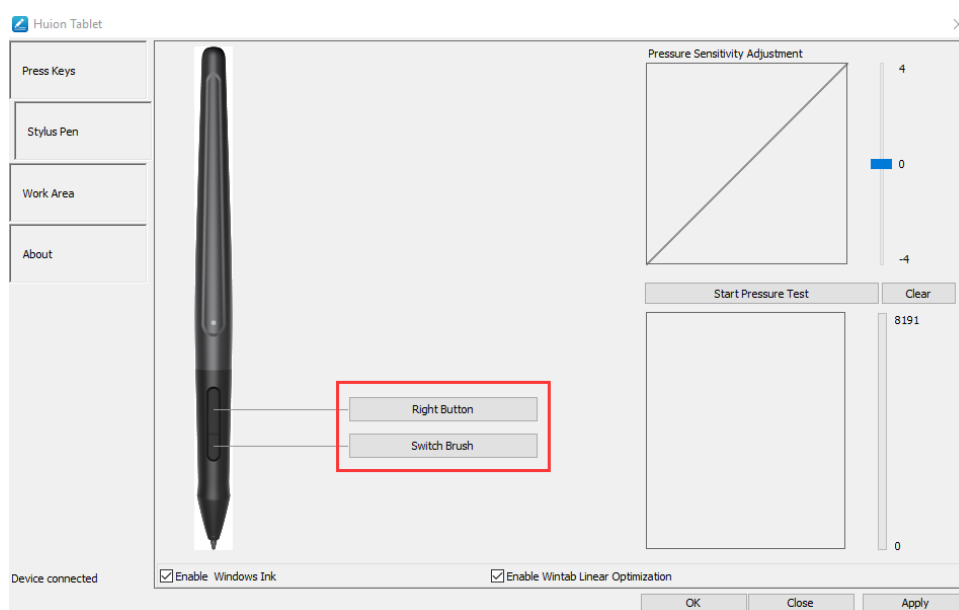 Huion Tablet
Press Keys
Stylus Pen
Work Area
About
Device connected
Right Button
Switch Brush
Pressure Sensitivity Adjustment
4
0
-4
Start Pressure Test
Clear
8191
0
Enable Windows Ink
Enable Wintab Linear Optimization
OK
Close
Apply